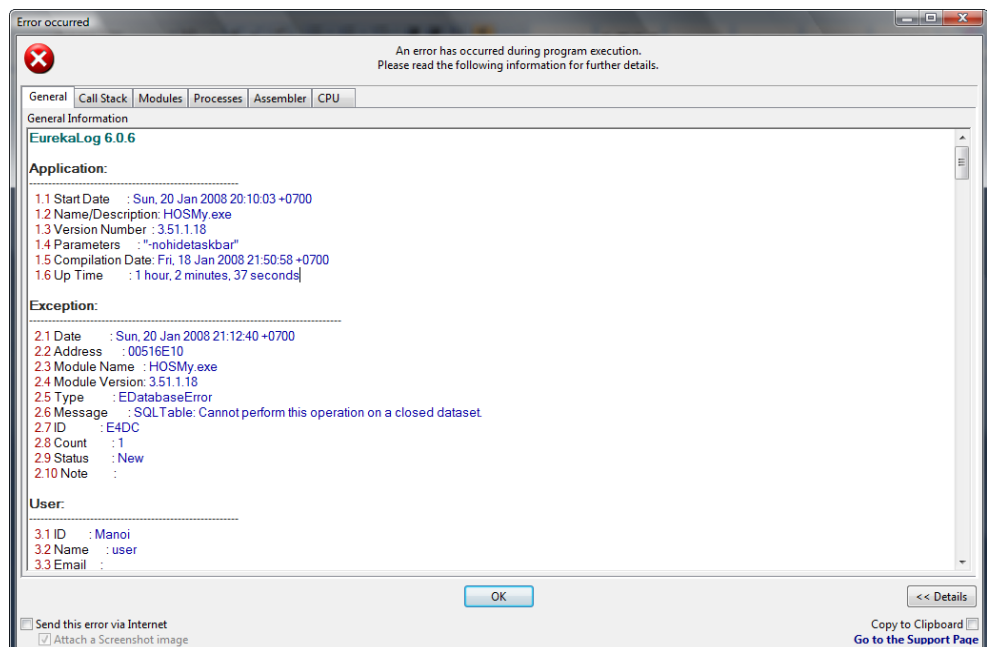 Error occurred
An error has occurred during program execution.
Please read the following information for further details.
General Call Stack Modules Processes Assembler CPU
General Information
EurekaLog 6.0.6
Application:
-------------------------------------------------------
1.1 Start Date : Sun, 20 Jan 2008 20:10:03 +0700
1.2 Name/Description: HOSMy.exe
1.3 Version Number : 3.51.1.18
1.4 Parameters : "-nohidetaskbar"
1.5 Compilation Date: Fri, 18 Jan 2008 21:50:58 +0700
1.6 Up Time : 1 hour, 2 minutes, 37 seconds
Exception:
----------------------------------------------------------------------------------
2.1 Date : Sun, 20 Jan 2008 21:12:40 +0700
2.2 Address : 00516E10
2.3 Module Name : HOSMy.exe
2.4 Module Version: 3.51.1.18
2.5 Type : EDatabaseError
2.6 Message : SQLTable: Cannot perform this operation on a closed dataset.
2.7 ID : E4DC
2.8 Count : 1
2.9 Status : New
2.10 Note :
User:
-------------------------------------------------------
3.1 ID : Manoi
3.2 Name : user
3.3 Email :
OK
<< Details
Send this error via Internet
Copy to Clipboard
Attach a Screenshot image
Go to the Support Page